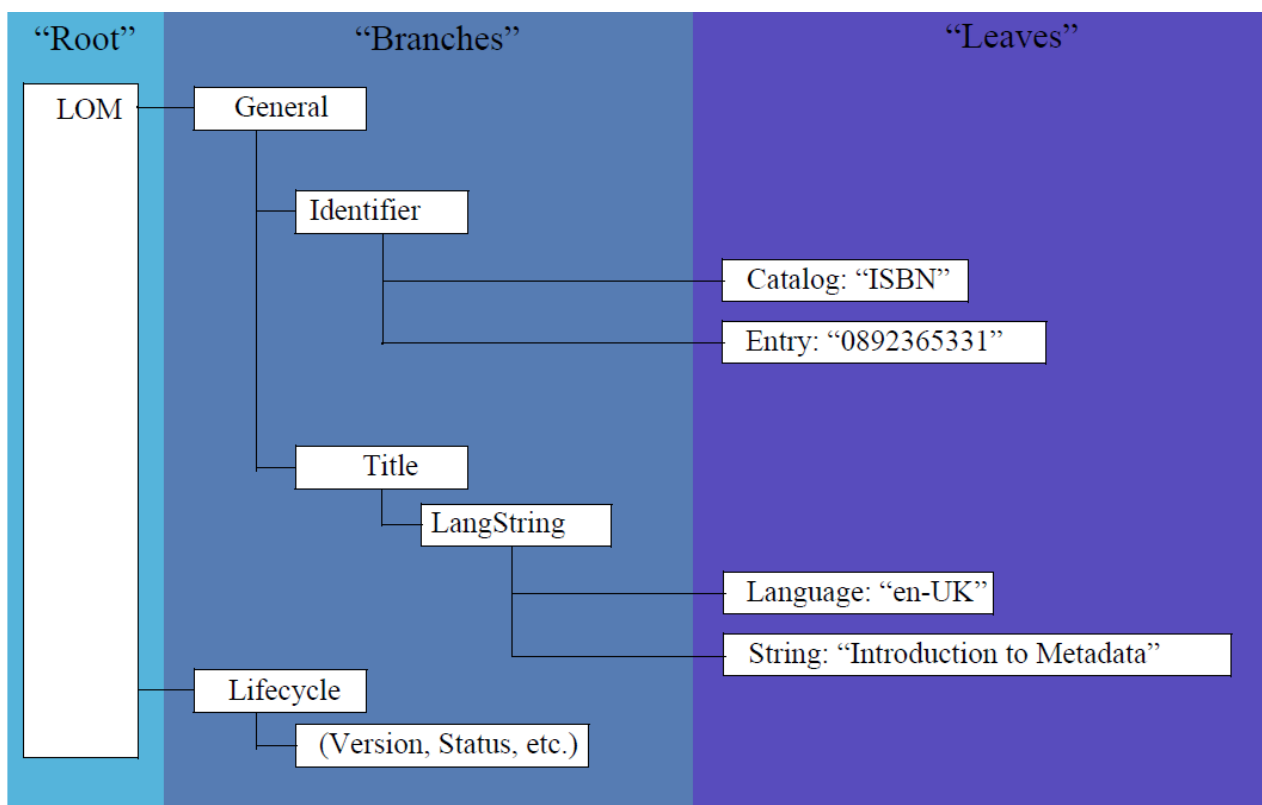 “Root”
“Branches”
“Leaves”
LOM
General
Identifier
Catalog: “ISBN”
Entry: “0892365331”
Title
LangString
Language: “en-UK”
String: “Introduction to Metadata”
Lifecycle
(Version, Status, etc.)